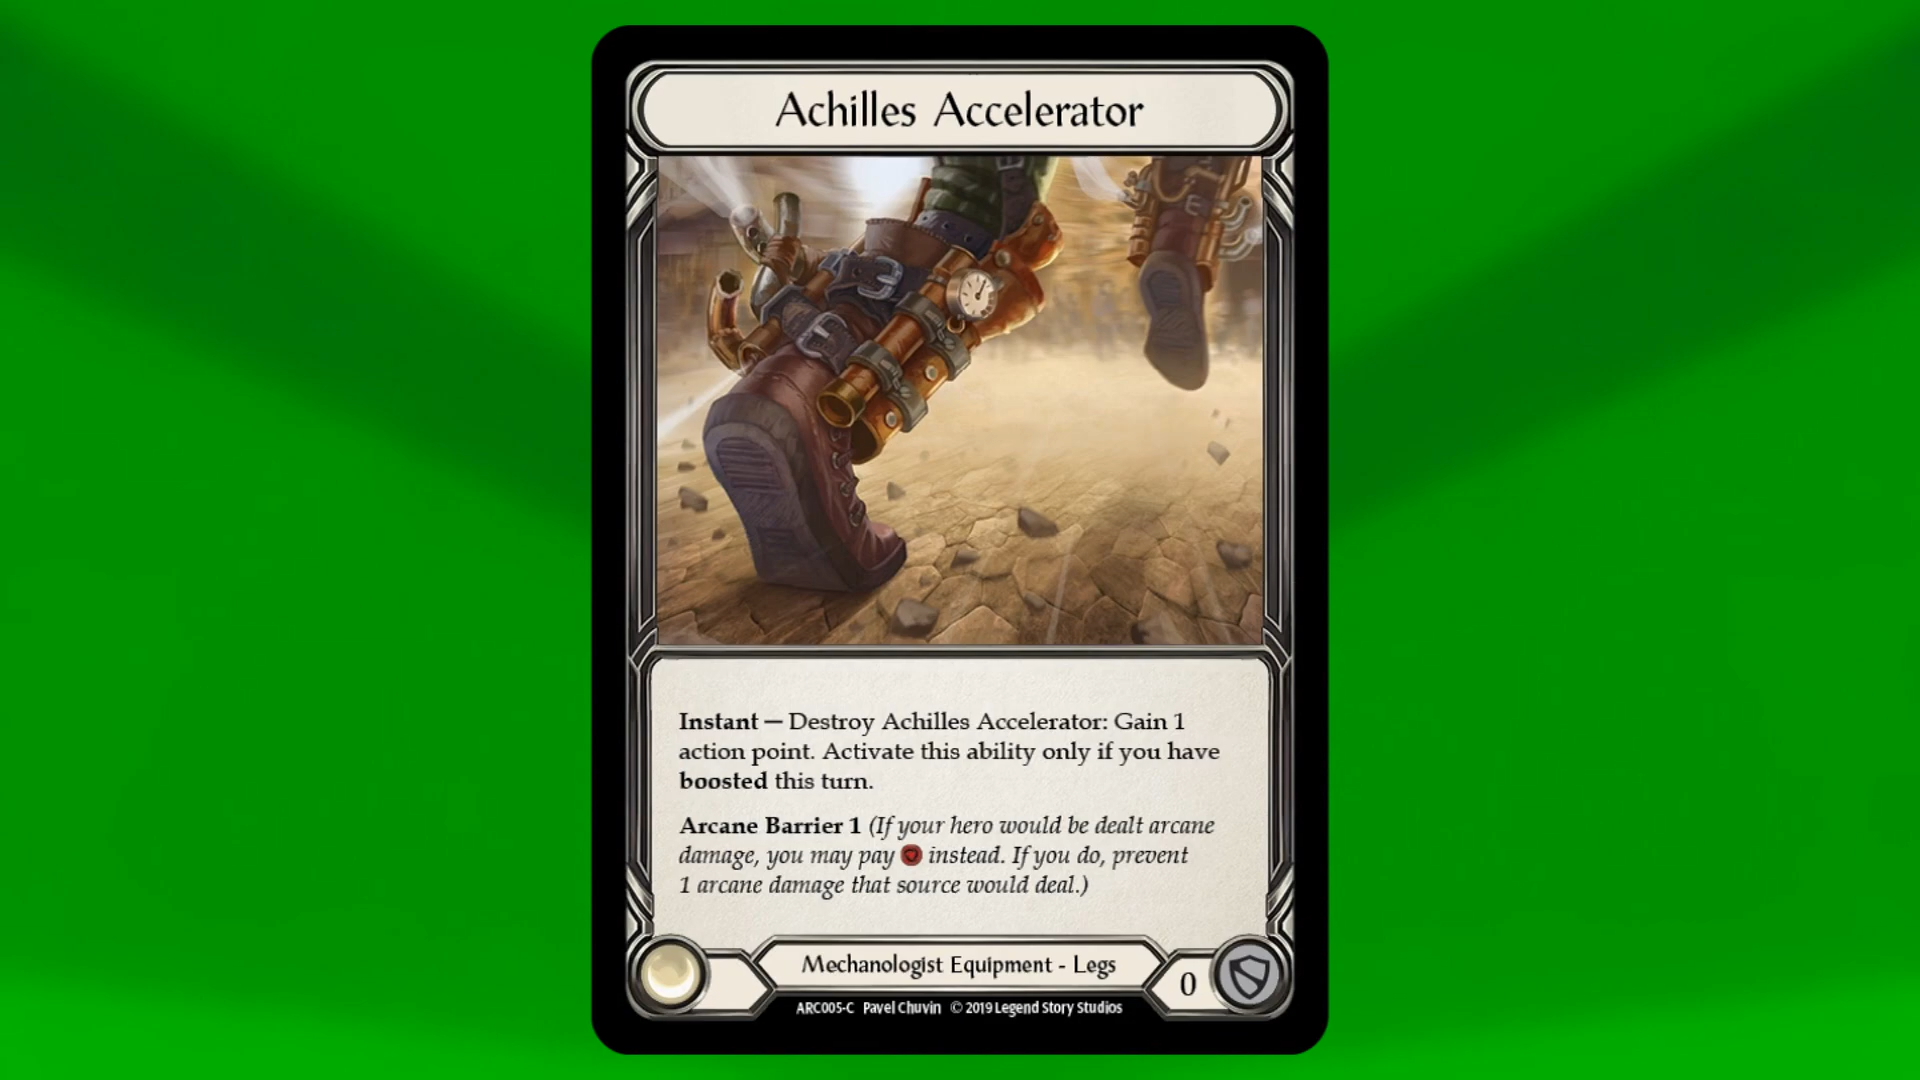 Achilles Accelerator
Instant — Destroy Achilles Accelerator: Gain 1
action point. Activate this ability only if you have
boosted this turn.
Arcane Barrier 1 (If your hero would be dealt arcane
damage, you may pay instead. If you do, prevent
1 arcane damage that source would deal.)
Mechanologist Equipment - Legs
0
ARC005-C Pavel Chuvin © 2019 Legend Story Studios